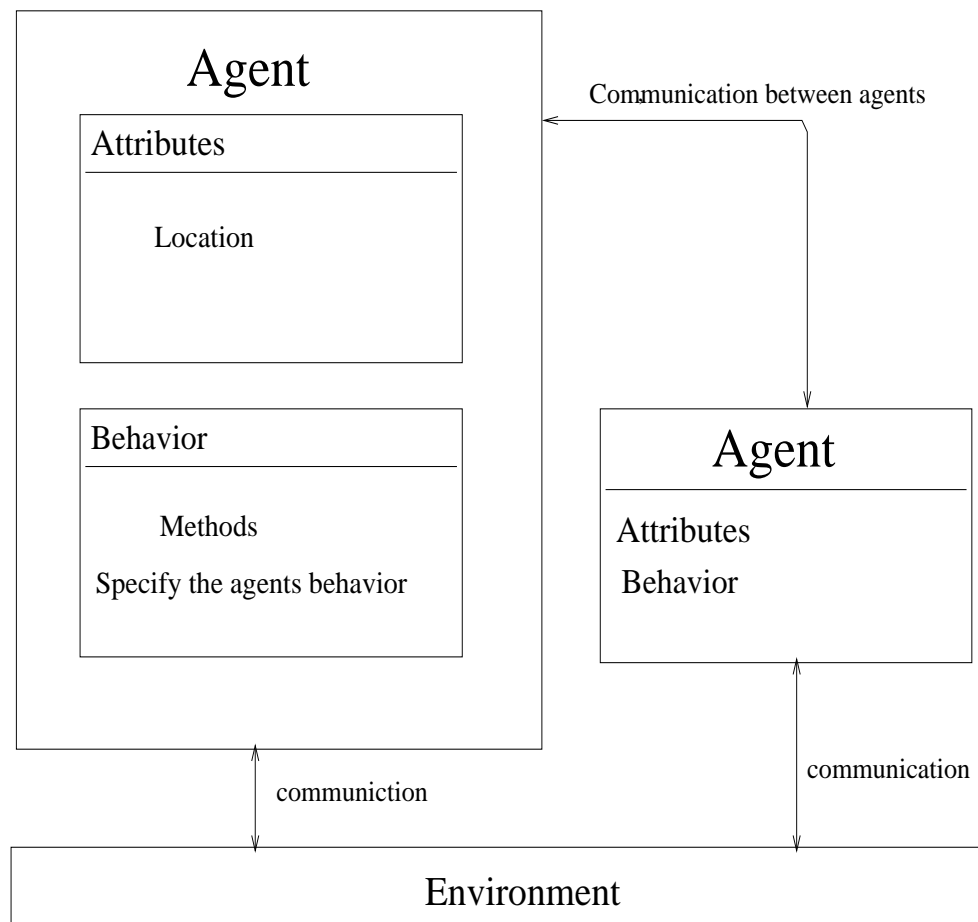 Agent
Communication between agents
Attributes
Location
Behavior
Methods
Specify the agents behavior
Agent
Attributes
Behavior
communiction
communication
Environment